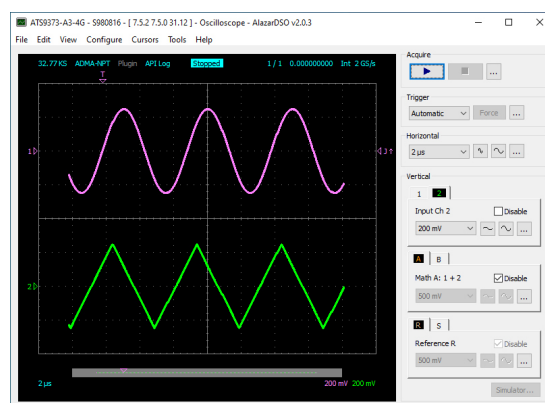 ATS9373-A3-4G - S980816 - [ 7.5.2 7.5.0 31.12 ] - Oscilloscope - AlazarDSO v2.0.3
File Edit View Configure Cursors Tools Help
32.77 KS ADMA-NPT Plugin API Log Stopped 1 / 1 0.000000000 Int 2 GS/s
T
1
J
2
2 µs 200 mV 200 mV
Acquire
...
Trigger
Automatic Force ...
Horizontal
2 µs ...
Vertical
1 2
Input Ch 2 Disable
200 mV ...
A B
Math A: 1 + 2 Disable
500 mV ...
R S
Reference R Disable
500 mV ...
Simulator...